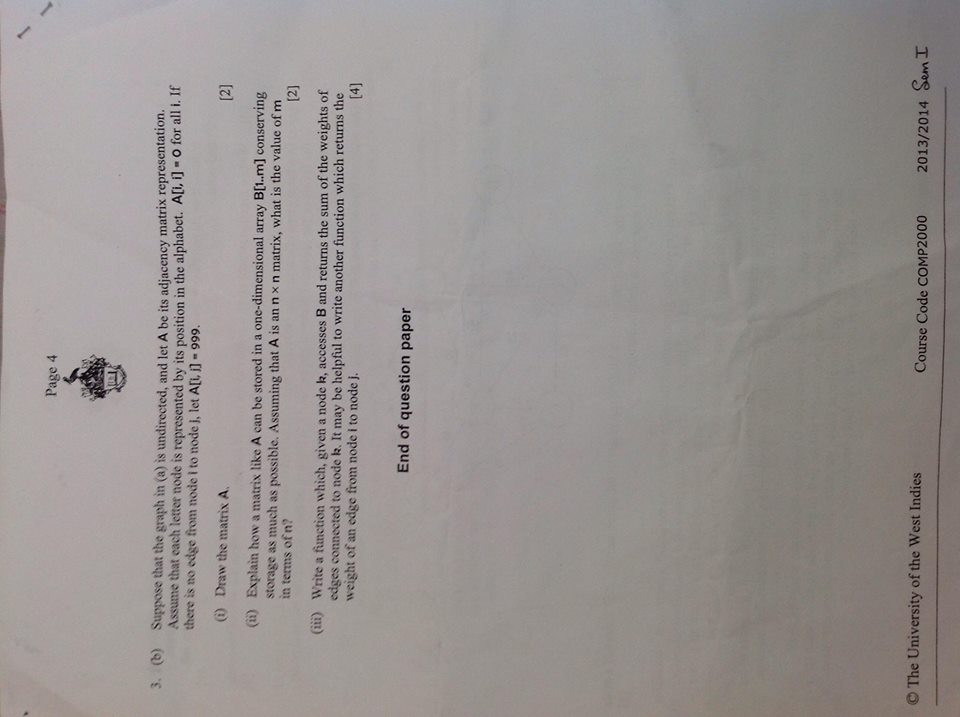 Page 4
3. (b) Suppose that the graph in (a) is undirected, and let A be its adjacency matrix representation.
Assume that each letter node is represented by its position in the alphabet. A[i, i] = 0 for all i. If
there is no edge from node i to node j, let A[i, j] = 999.
(i) Draw the matrix A. [2]
(ii) Explain how a matrix like A can be stored in a one-dimensional array B[1..m] conserving
storage as much as possible. Assuming that A is an n × n matrix, what is the value of m
in terms of n? [2]
(iii) Write a function which, given a node k, accesses B and returns the sum of the weights of
edges connected to node k. It may be helpful to write another function which returns the
weight of an edge from node i to node j. [4]
End of question paper
© The University of the West Indies Course Code COMP2000 2013/2014 Sem I